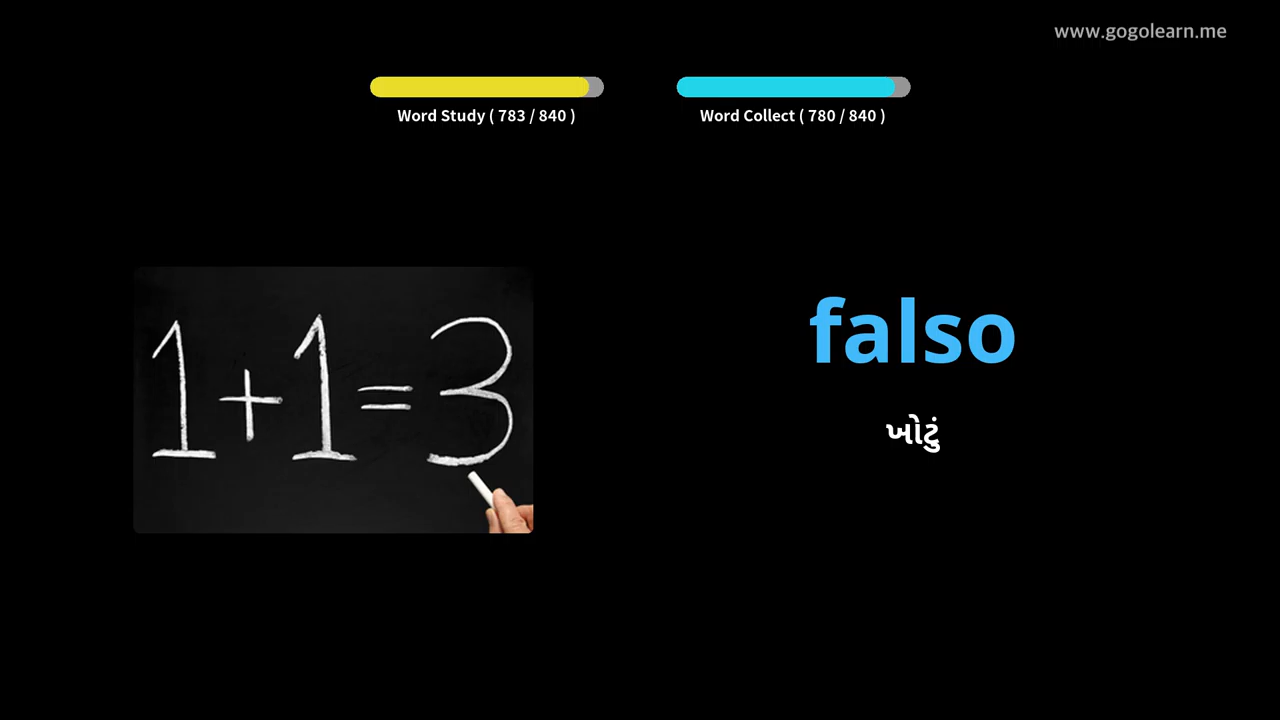 www.gogolearn.me
Word Study ( 783 / 840 )
Word Collect ( 780 / 840 )
1+1=3
falso
ખોટું